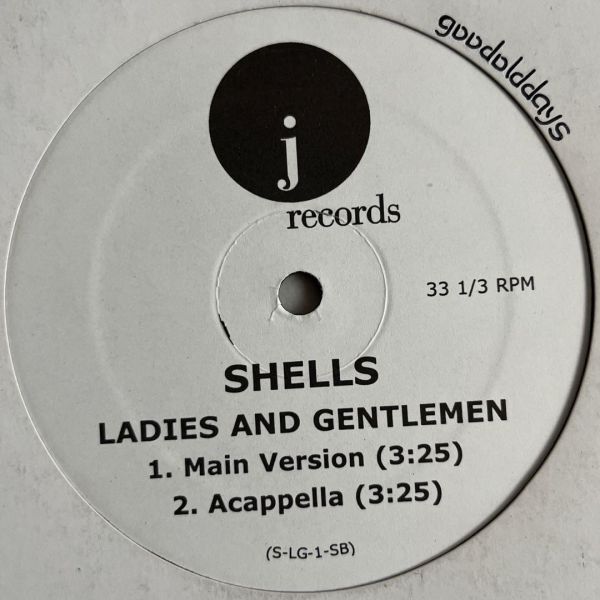 goodolddays
j
records
33 1/3 RPM
SHELLS
LADIES AND GENTLEMEN
1. Main Version (3:25)
2. Acappella (3:25)
(S-LG-1-SB)